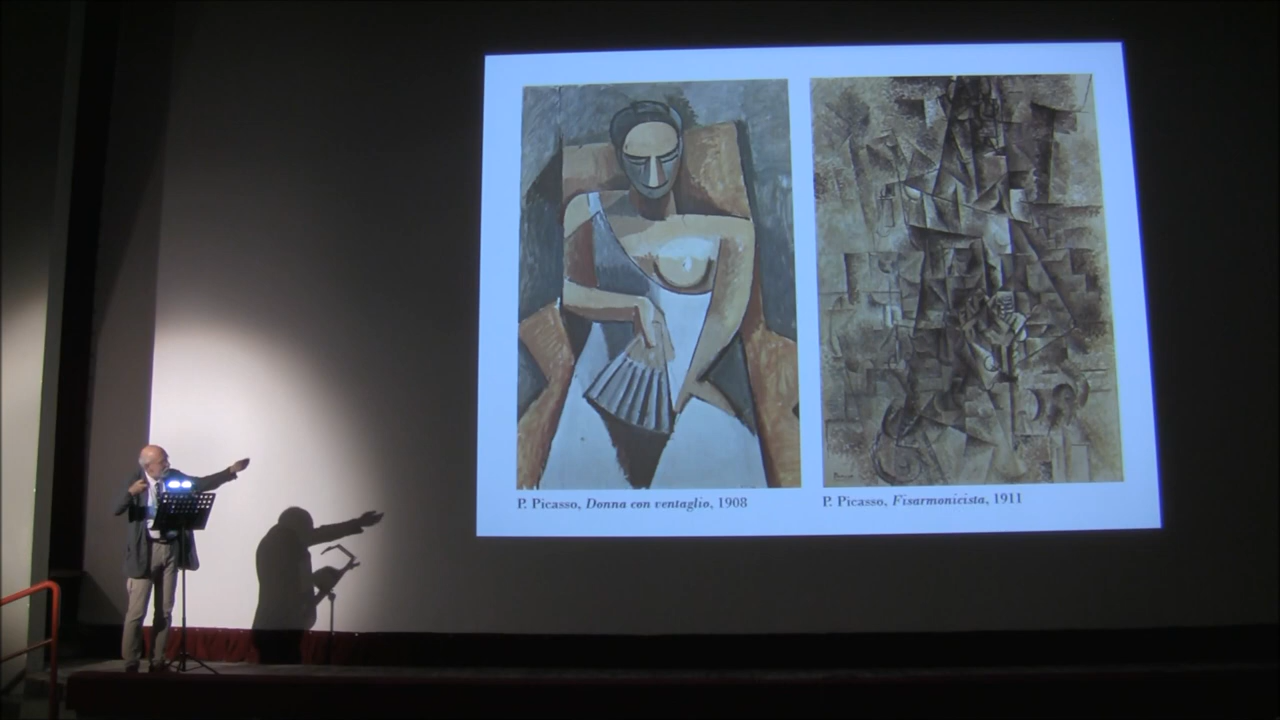 P. Picasso, Donna con ventaglio, 1908
P. Picasso, Fisarmonicista, 1911